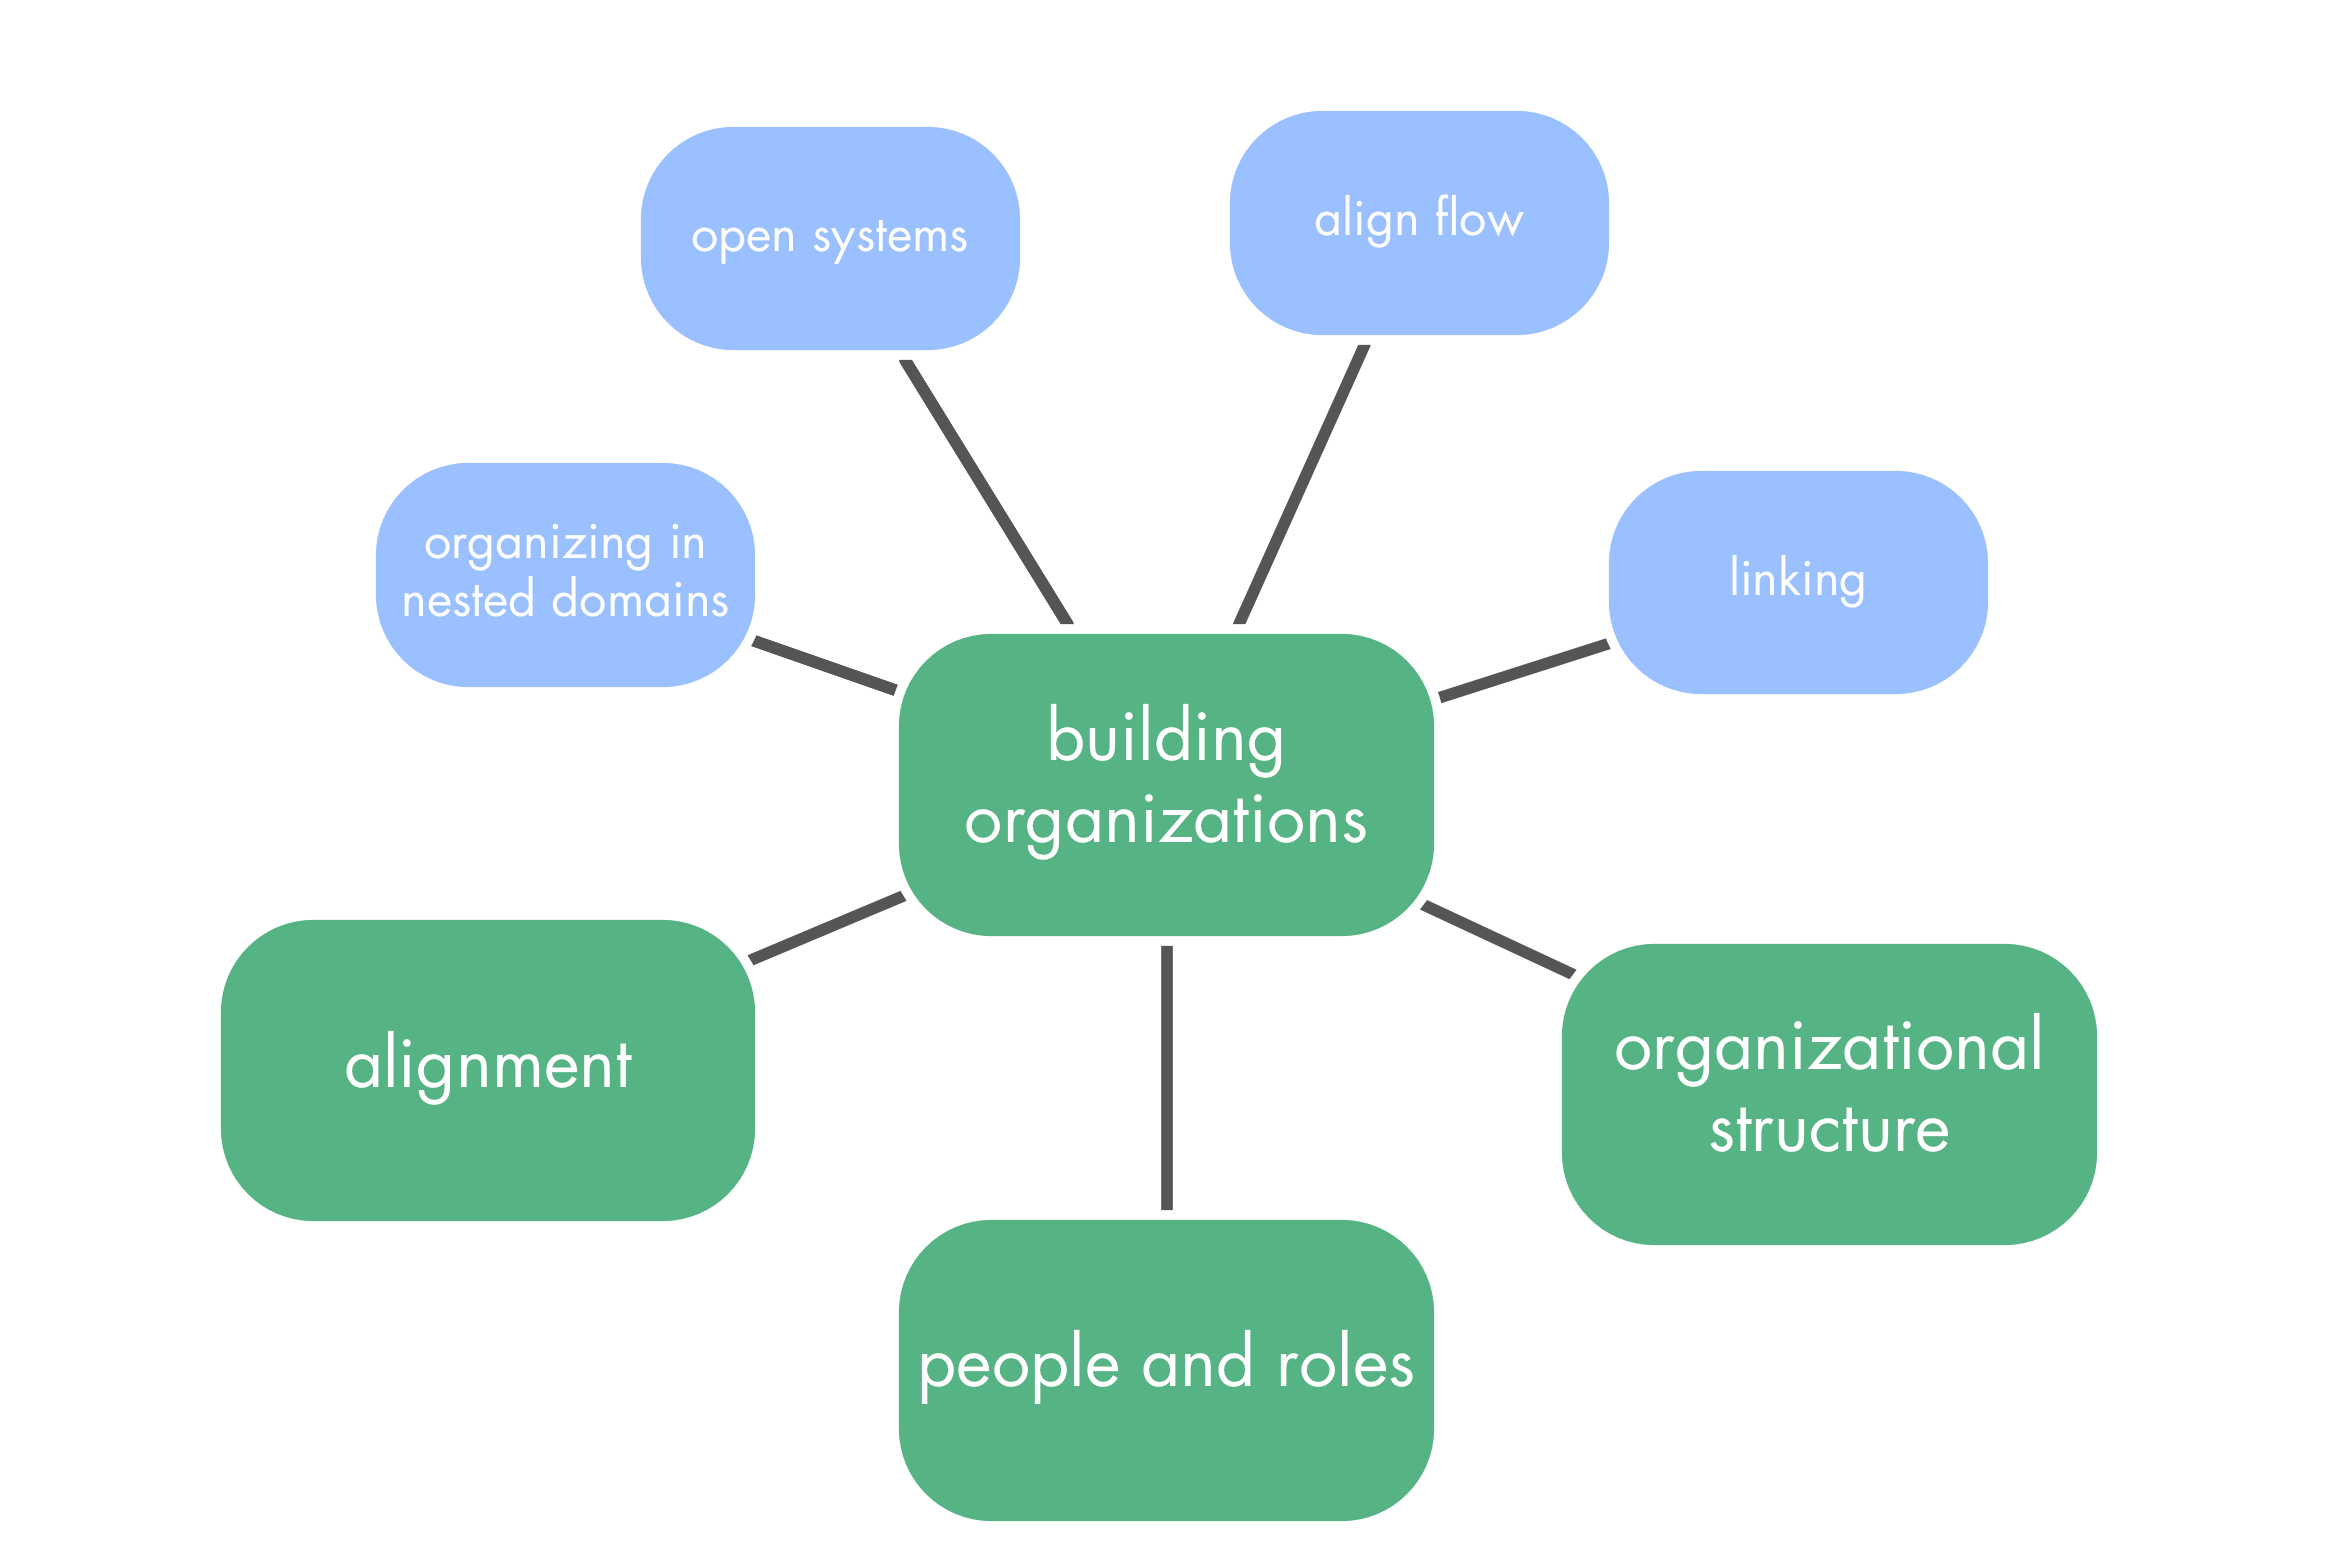 open systems
align flow
organizing in
nested domains
linking
building
organizations
alignment
organizational
structure
people and roles